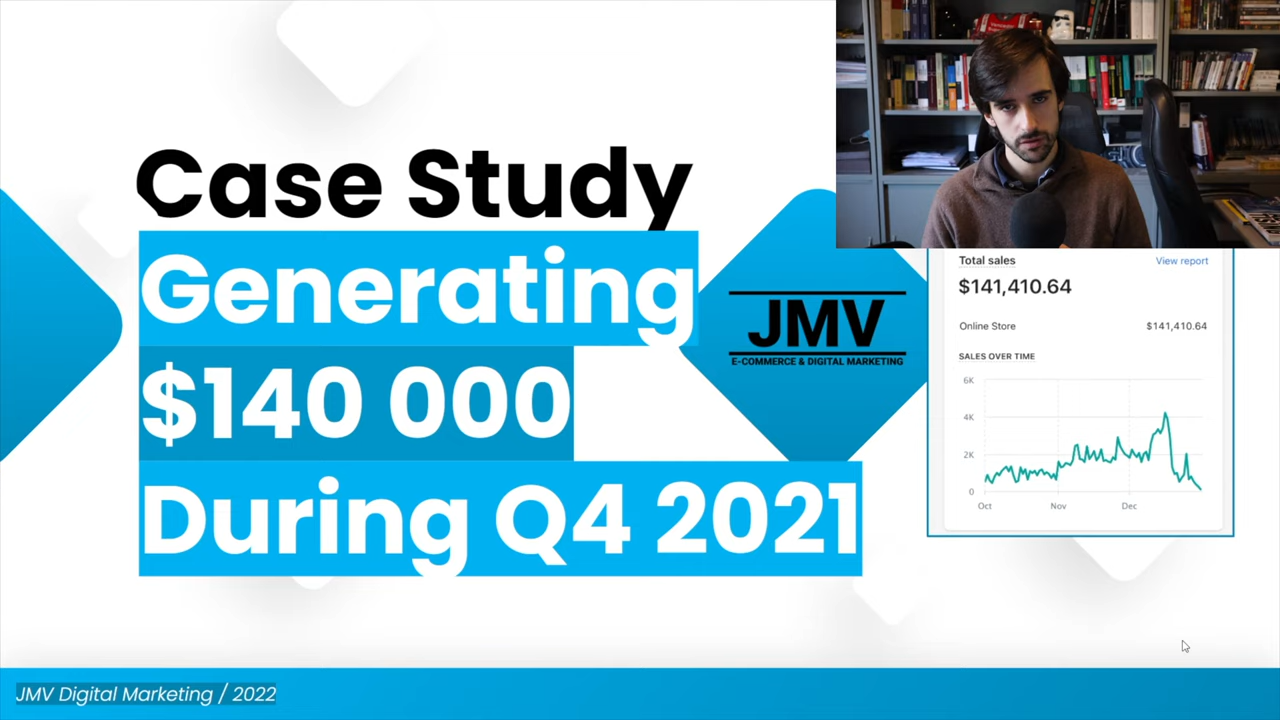 Case Study
Generating
$140 000
During Q4 2021
JMV
E-COMMERCE & DIGITAL MARKETING
Total sales
View report
$141,410.64
Online Store
$141,410.64
SALES OVER TIME
6K
4K
2K
0
Oct
Nov
Dec
JMV Digital Marketing / 2022